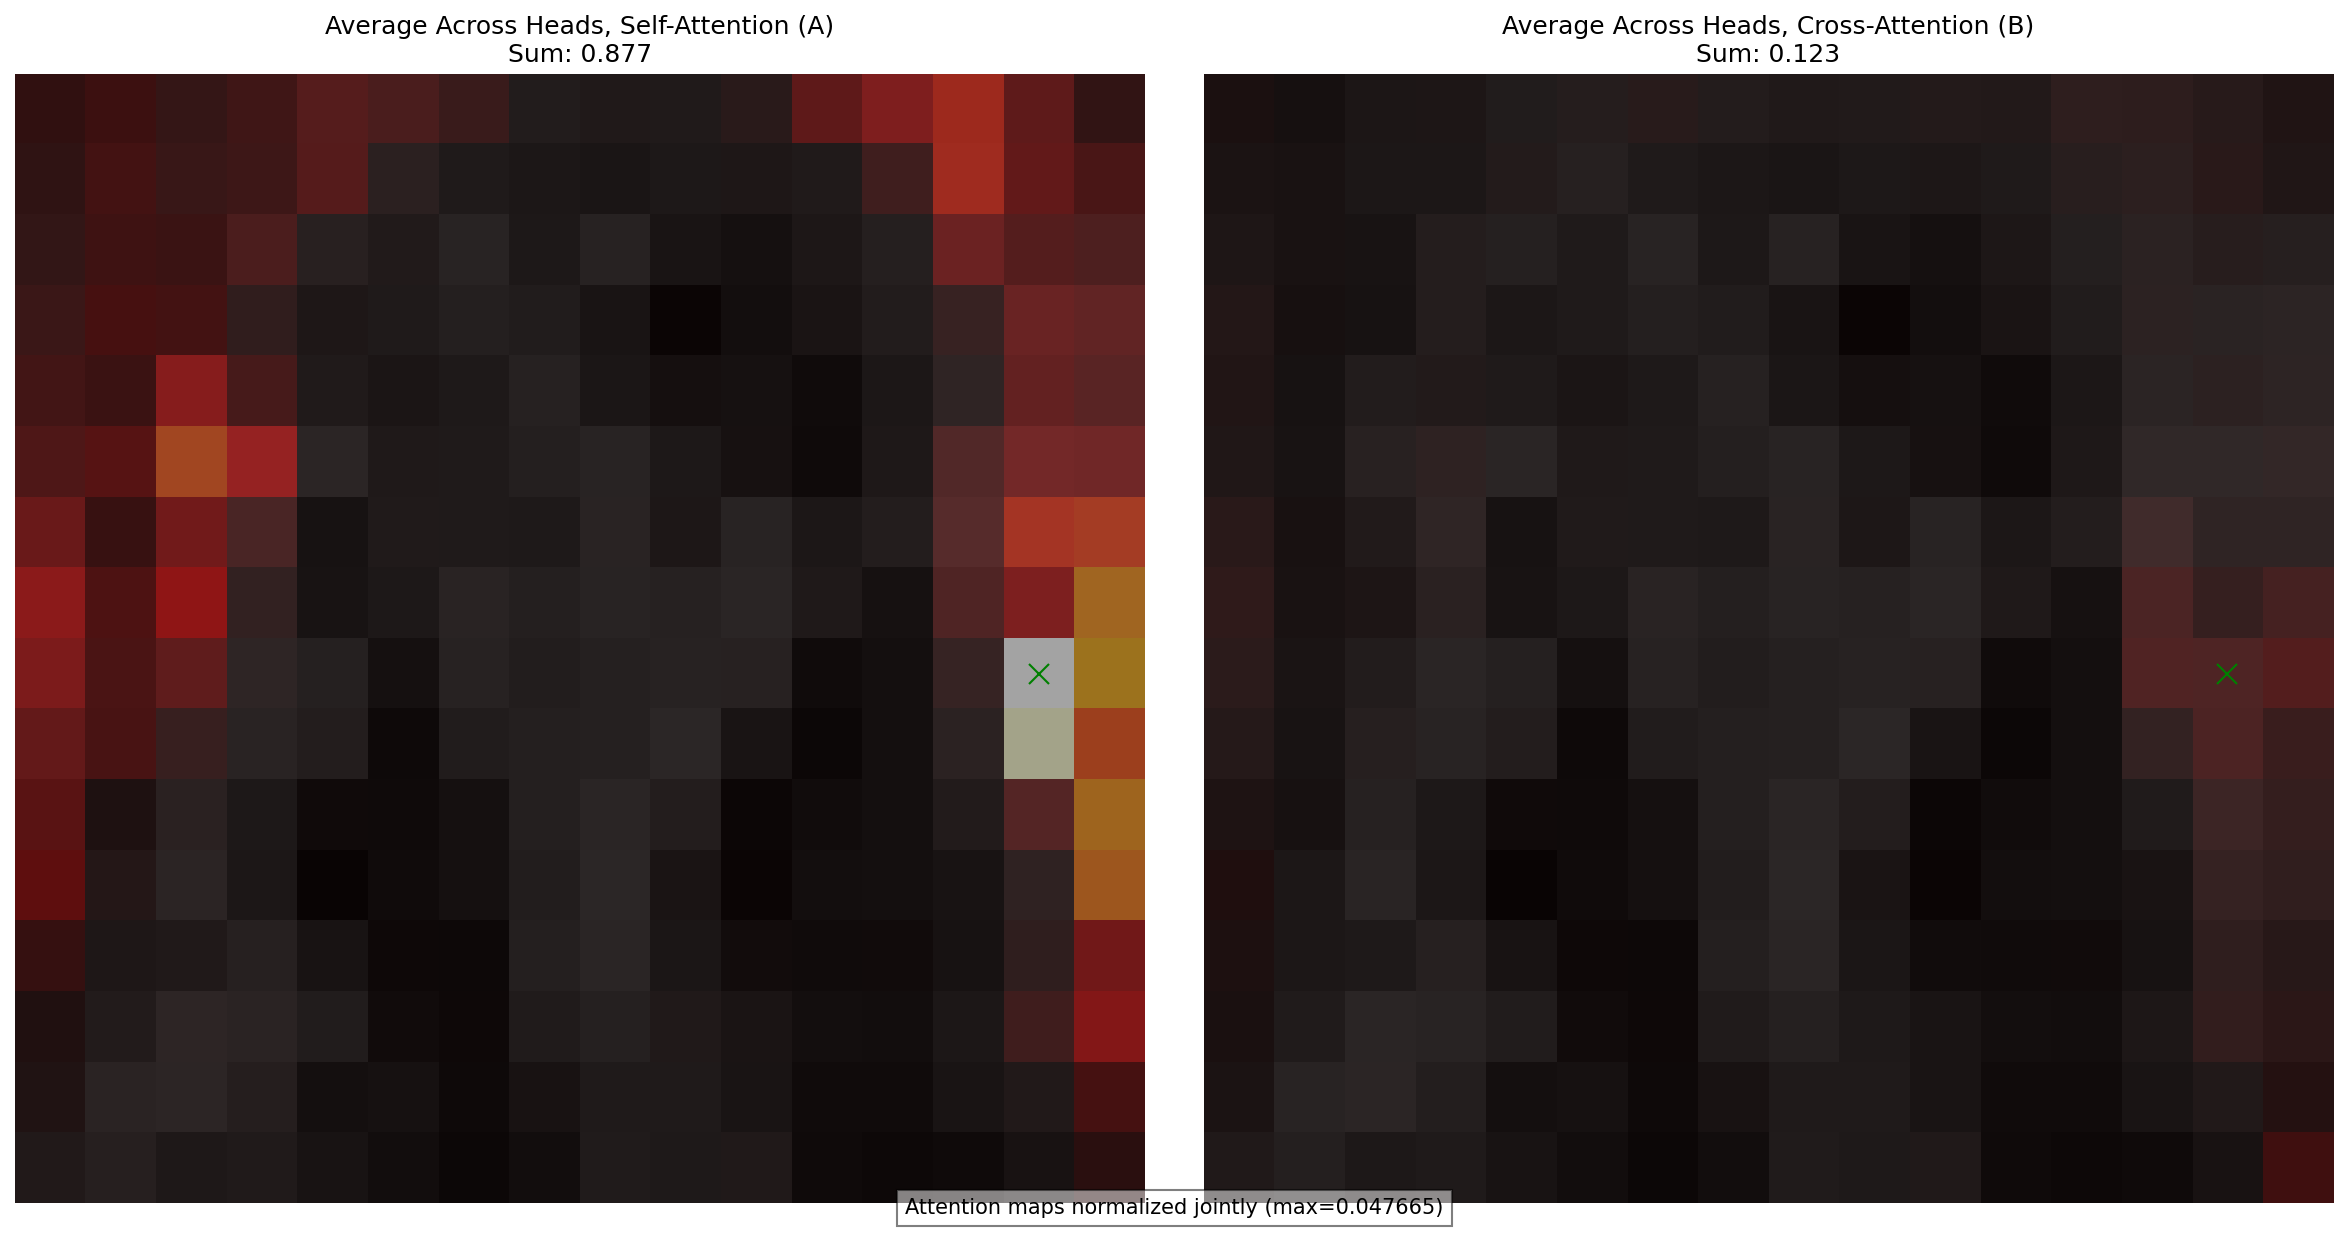 Average Across Heads, Self-Attention (A)
Sum: 0.877
Average Across Heads, Cross-Attention (B)
Sum: 0.123
Attention maps normalized jointly (max=0.047665)